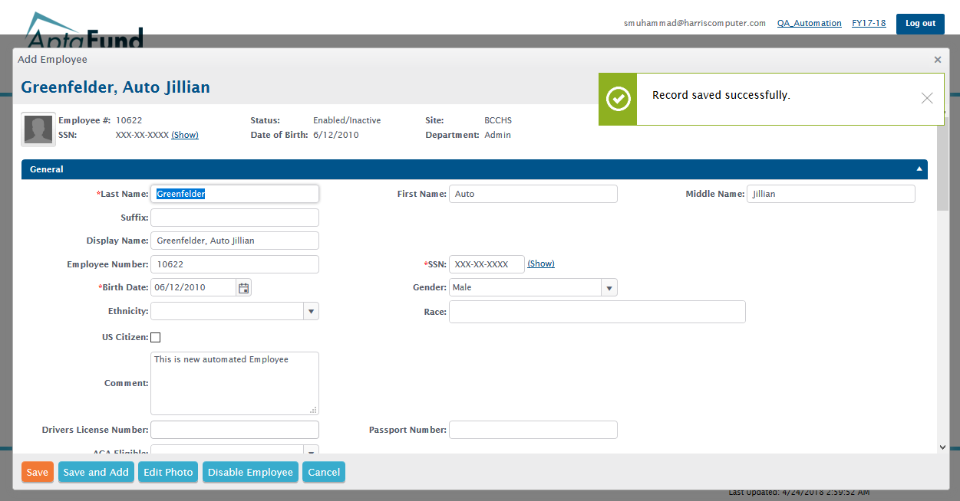 smuhammad@harriscomputer.com QA_Automation FY17-18 Log out
AptaFund
Add Employee
Greenfelder, Auto Jillian
Record saved successfully.
Employee #: 10622 Status: Enabled/Inactive Site: BCCHS
SSN: XXX-XX-XXXX (Show) Date of Birth: 6/12/2010 Department: Admin
General
*Last Name: Greenfelder First Name: Auto Middle Name: Jillian
Suffix:
Display Name: Greenfelder, Auto Jillian
Employee Number: 10622 *SSN: XXX-XX-XXXX (Show)
*Birth Date: 06/12/2010 Gender: Male
Ethnicity: Race:
US Citizen:
This is new automated Employee
Comment:
Drivers License Number: Passport Number:
ACA Eligible:
Save Save and Add Edit Photo Disable Employee Cancel
Last Updated: 4/24/2018 2:59:52 AM